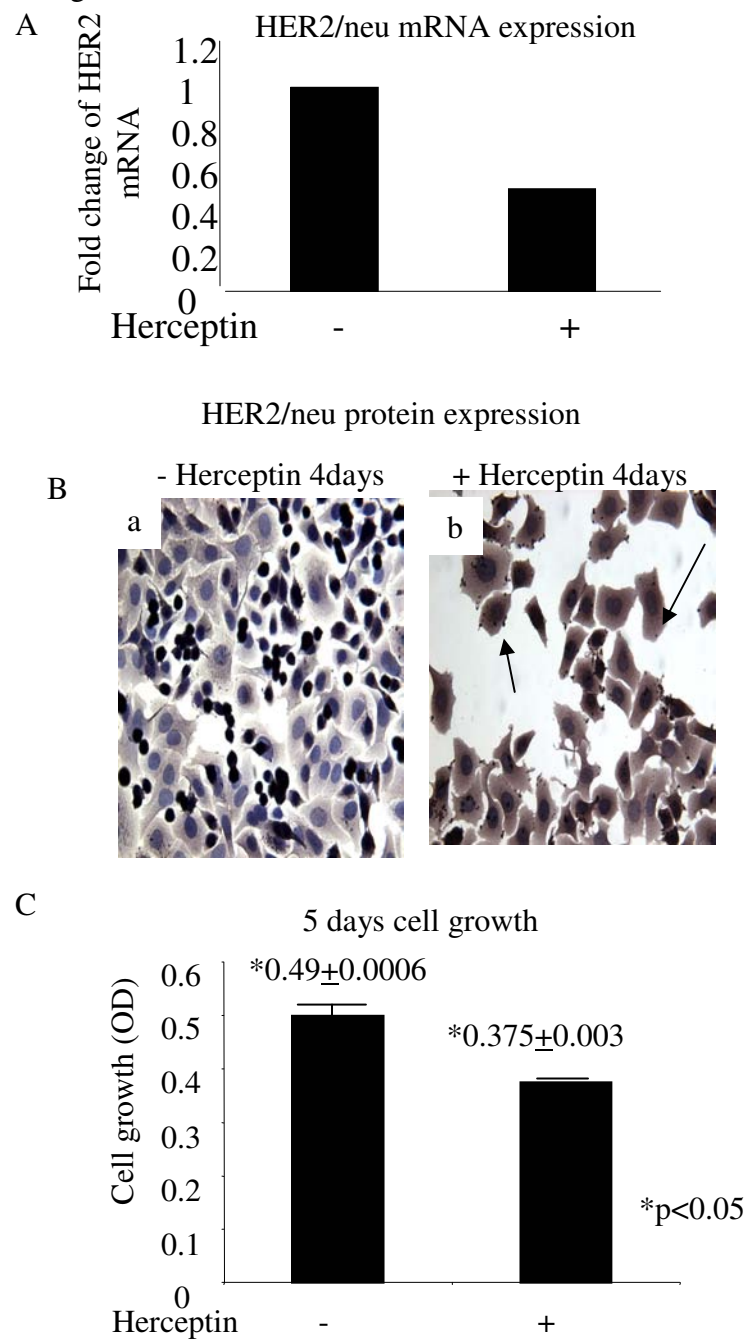 A
HER2/neu mRNA expression
Fold change of HER2
mRNA
1.2
1
0.8
0.6
0.4
0.2
0
Herceptin - +
HER2/neu protein expression
B
- Herceptin 4days + Herceptin 4days
a b
C
5 days cell growth
Cell growth (OD)
0.6
0.5
0.4
0.3
0.2
0.1
0
*0.49±0.0006
*0.375±0.003
*p<0.05
Herceptin - +